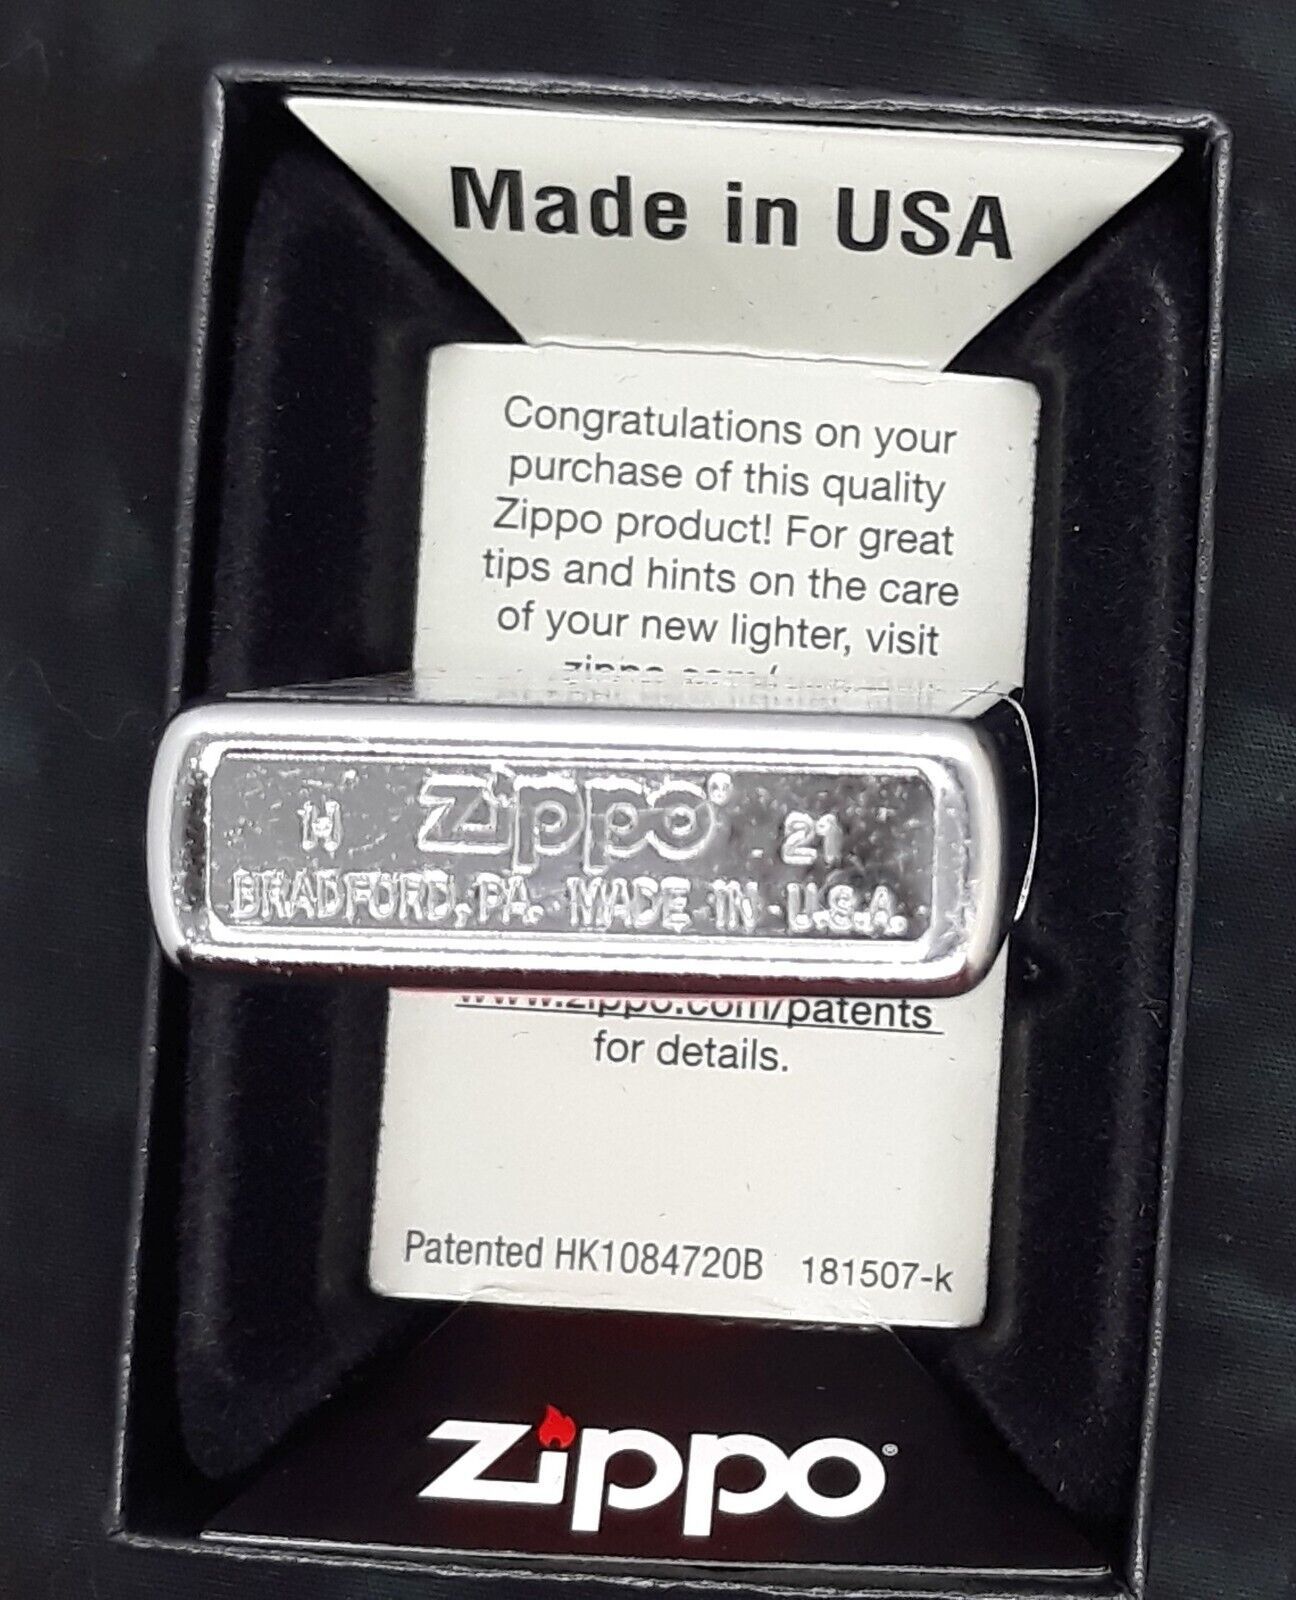 Made in USA
Congratulations on your
purchase of this quality
Zippo product! For great
tips and hints on the care
of your new lighter, visit
H Zippo® 21
BRADFORD, PA. MADE IN U.S.A.
www.zippo.com/patents
for details.
Patented HK1084720B 181507-k
Zippo®